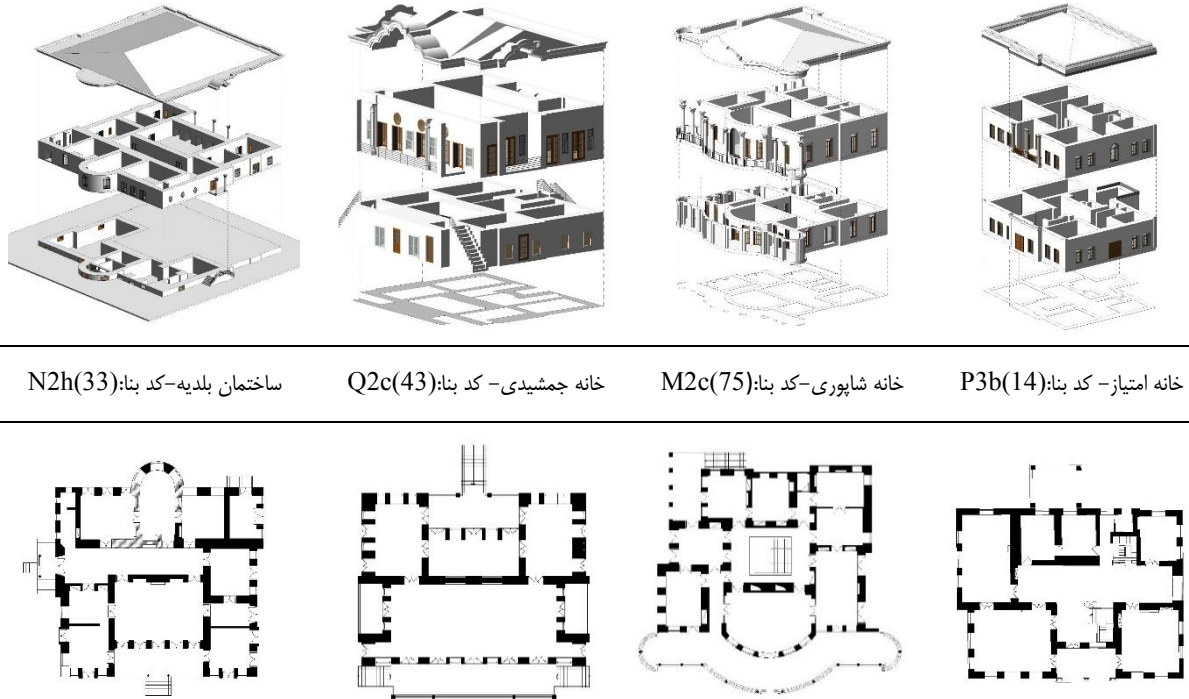 خانه امتیاز- کد بنا:P3b(14)
خانه شاپوری-کد بنا:M2c(75)
خانه جمشیدی- کد بنا:Q2c(43)
ساختمان بلدیه-کد بنا:N2h(33)